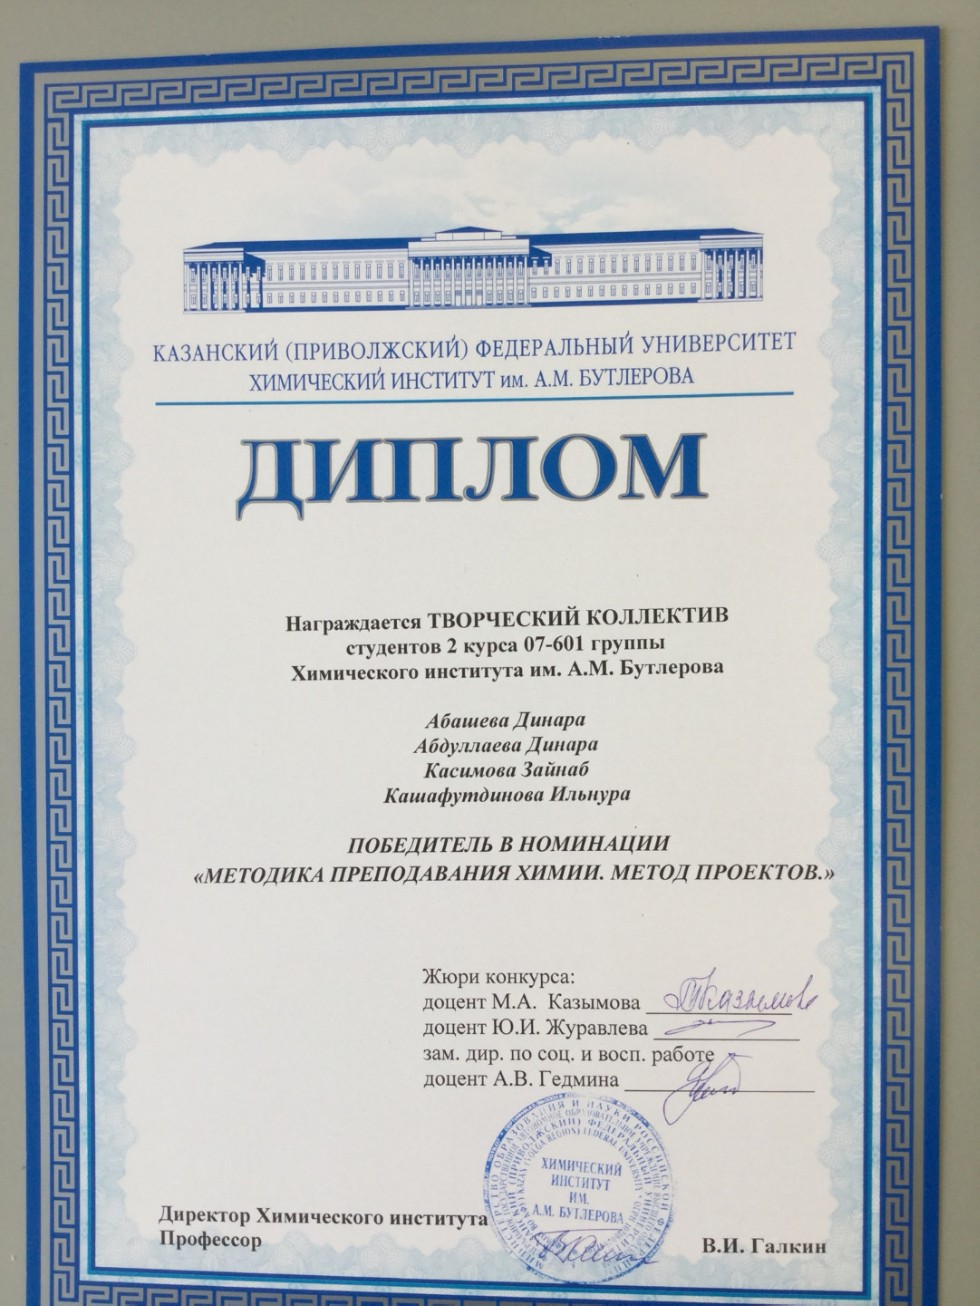 КАЗАНСКИЙ (ПРИВОЛЖСКИЙ) ФЕДЕРАЛЬНЫЙ УНИВЕРСИТЕТ
ХИМИЧЕСКИЙ ИНСТИТУТ им. А.М. БУТЛЕРОВА
ДИПЛОМ
Награждается ТВОРЧЕСКИЙ КОЛЛЕКТИВ
студентов 2 курса 07-601 группы
Химического института им. А.М. Бутлерова
Абашева Динара
Абдуллаева Динара
Касимова Зайнаб
Кашафутдинова Ильнура
ПОБЕДИТЕЛЬ В НОМИНАЦИИ
«МЕТОДИКА ПРЕПОДАВАНИЯ ХИМИИ. МЕТОД ПРОЕКТОВ.»
Жюри конкурса:
доцент М.А. Казымова
доцент Ю.И. Журавлева
зам. дир. по соц. и восп. работе
доцент А.В. Гедмина
ХИМИЧЕСКИЙ
ИНСТИТУТ
ИМ.
А.М. БУТЛЕРОВА
Директор Химического института
Профессор В.И. Галкин